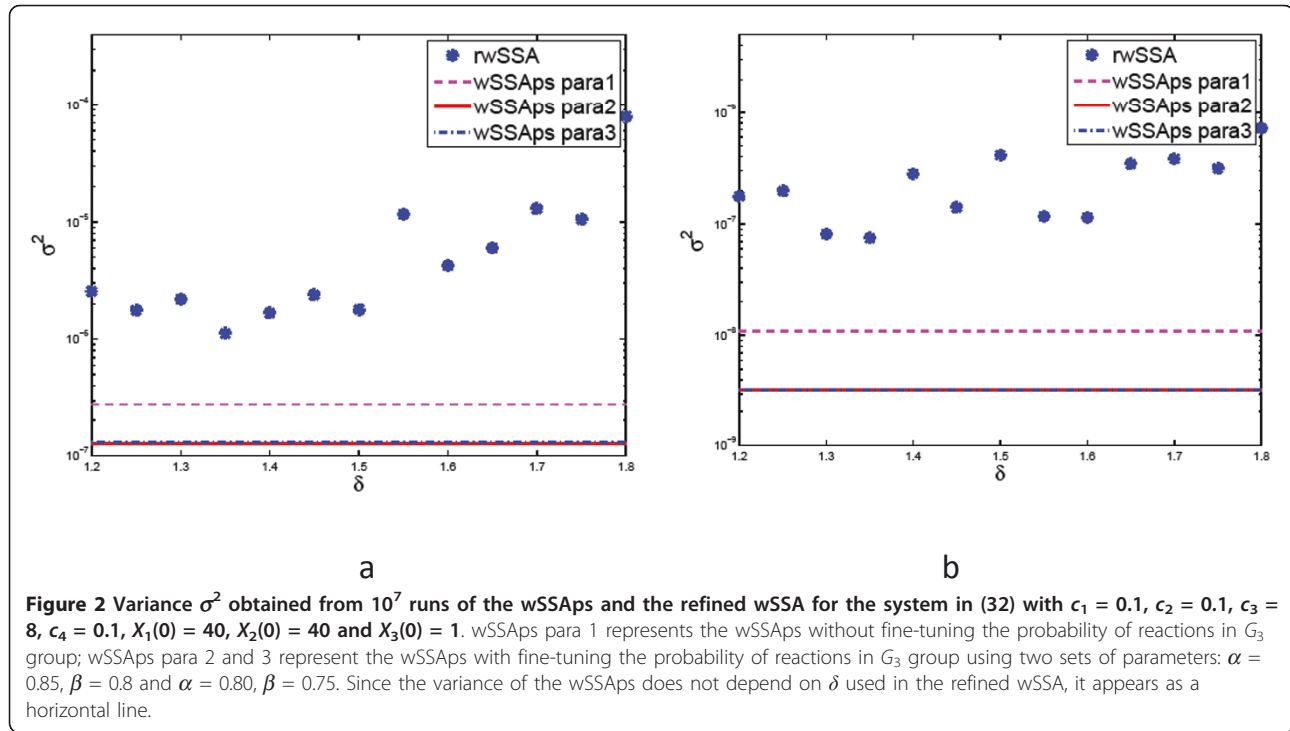 rwSSA
wSSAps para1
wSSAps para2
wSSAps para3
10⁻⁴
10⁻⁵
10⁻⁶
10⁻⁷
σ²
1.2 1.3 1.4 1.5 1.6 1.7 1.8
δ
a
rwSSA
wSSAps para1
wSSAps para2
wSSAps para3
10⁻⁶
10⁻⁷
10⁻⁸
10⁻⁹
σ²
1.2 1.3 1.4 1.5 1.6 1.7 1.8
δ
b
Figure 2 Variance σ² obtained from 10⁷ runs of the wSSAps and the refined wSSA for the system in (32) with c₁ = 0.1, c₂ = 0.1, c₃ =
8, c₄ = 0.1, X₁(0) = 40, X₂(0) = 40 and X₃(0) = 1. wSSAps para 1 represents the wSSAps without fine-tuning the probability of reactions in G₃
group; wSSAps para 2 and 3 represent the wSSAps with fine-tuning the probability of reactions in G₃ group using two sets of parameters: α =
0.85, β = 0.8 and α = 0.80, β = 0.75. Since the variance of the wSSAps does not depend on δ used in the refined wSSA, it appears as a
horizontal line.